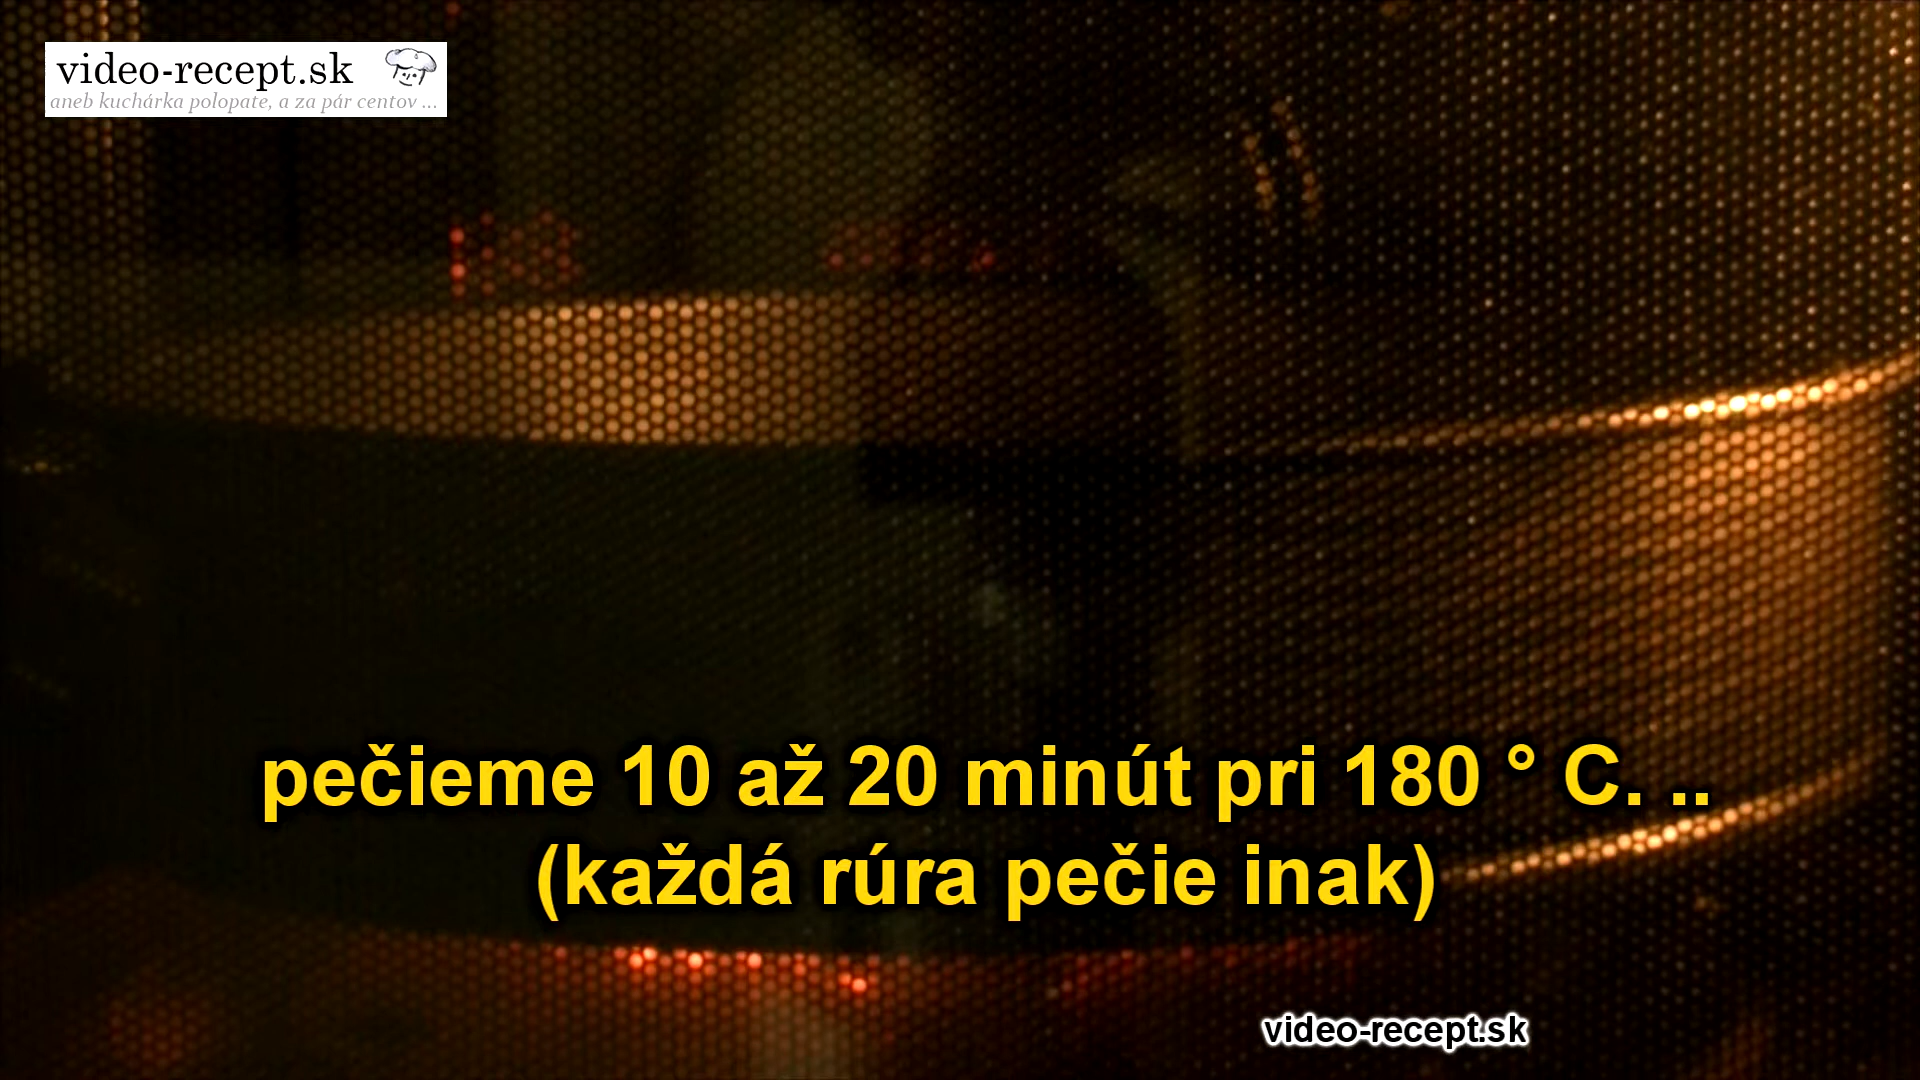 video-recept.sk
aneb kuchárka polopate, a za pár centov ...
pečieme 10 až 20 minút pri 180 ° C. ..
(každá rúra pečie inak)
video-recept.sk